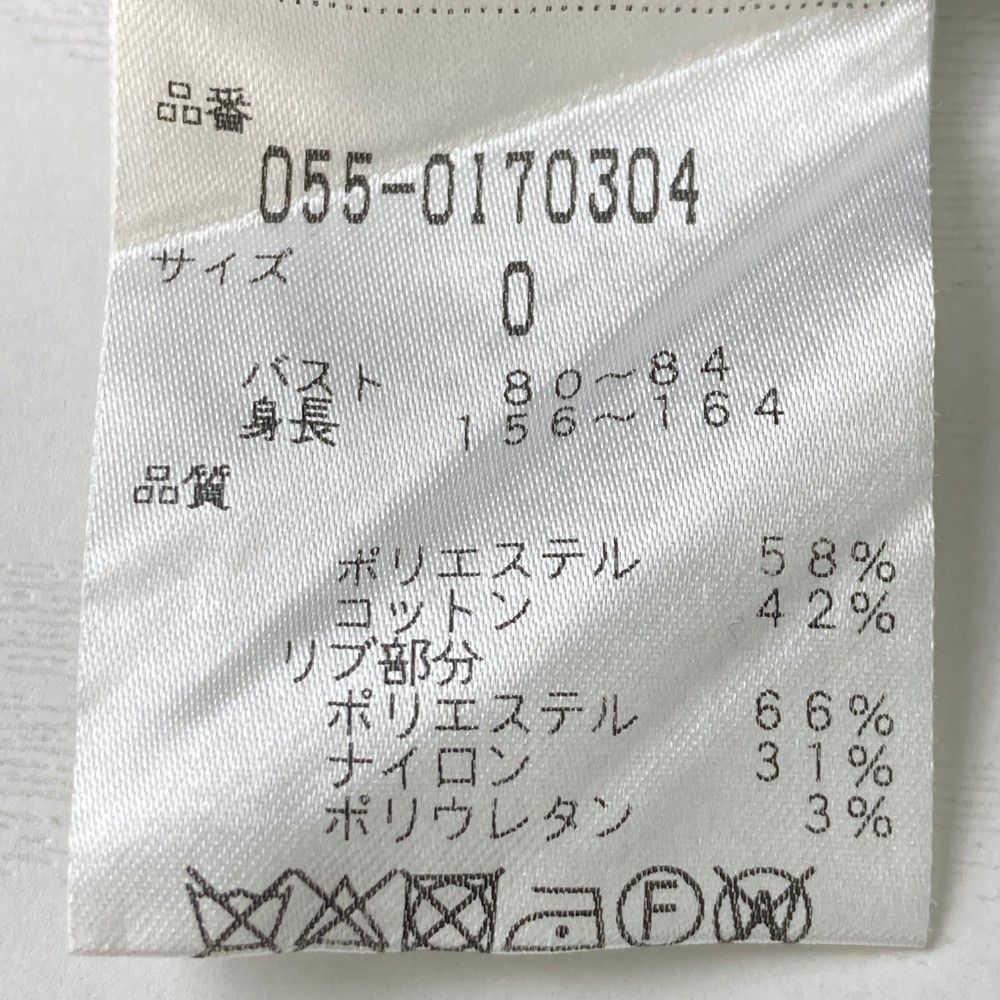 品番
055-0170304
サイズ
0
バスト 80~84
身長 156~164
品質
ポリエステル 58%
コットン 42%
リブ部分
ポリエステル 66%
ナイロン 31%
ポリウレタン 3%
F W